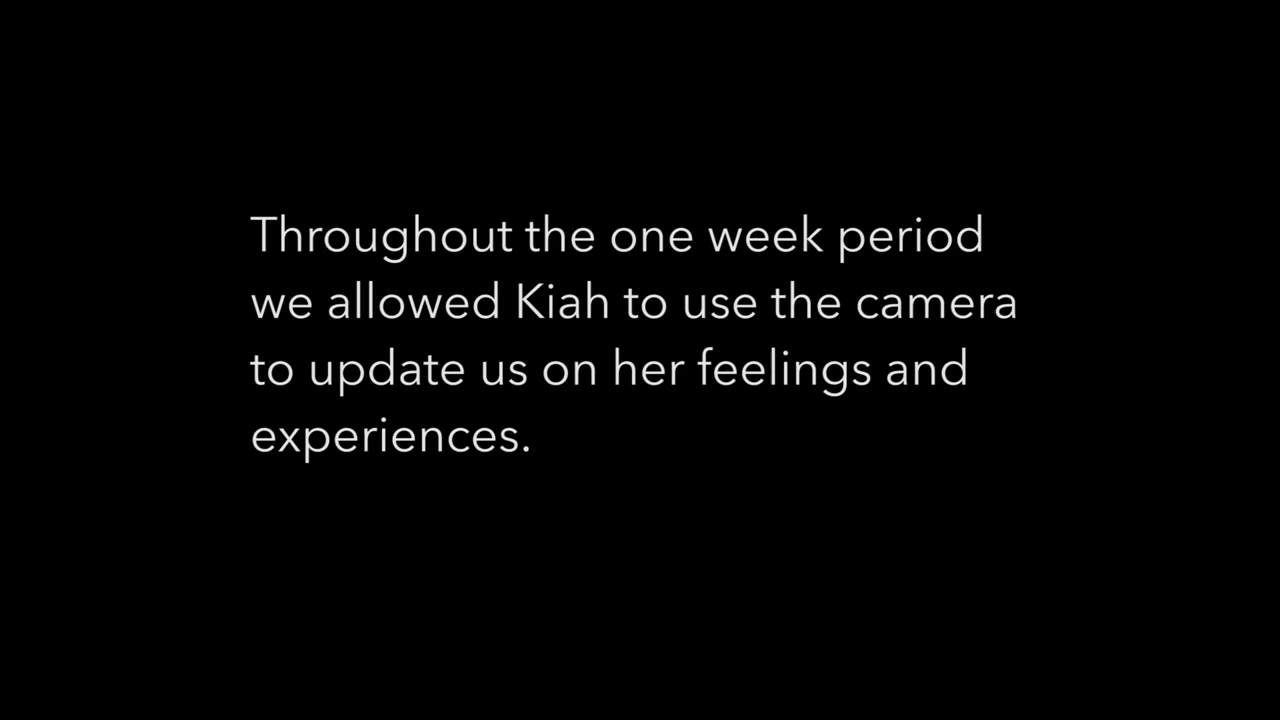 Throughout the one week period
we allowed Kiah to use the camera
to update us on her feelings and
experiences.